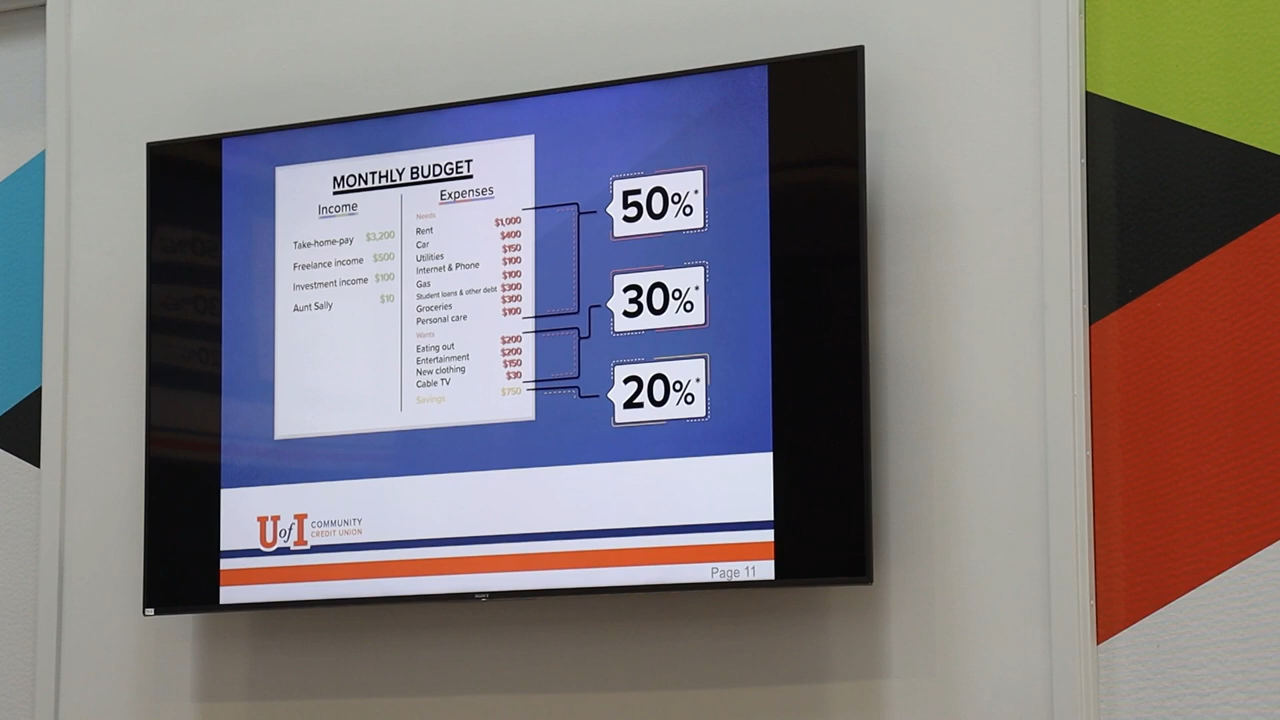 MONTHLY BUDGET
Income
Take-home-pay $3,200
Freelance income $500
Investment income $100
Aunt Sally $10
Expenses
Needs
Rent $1,000
Car $400
Utilities $150
Internet & Phone $100
Gas $100
Student loans & other debt $300
Groceries $300
Personal care $100
Wants
Eating out $200
Entertainment $200
New clothing $150
Cable TV $30
Savings $750
50%*
30%*
20%*
U of I COMMUNITY
CREDIT UNION
Page 11
SONY